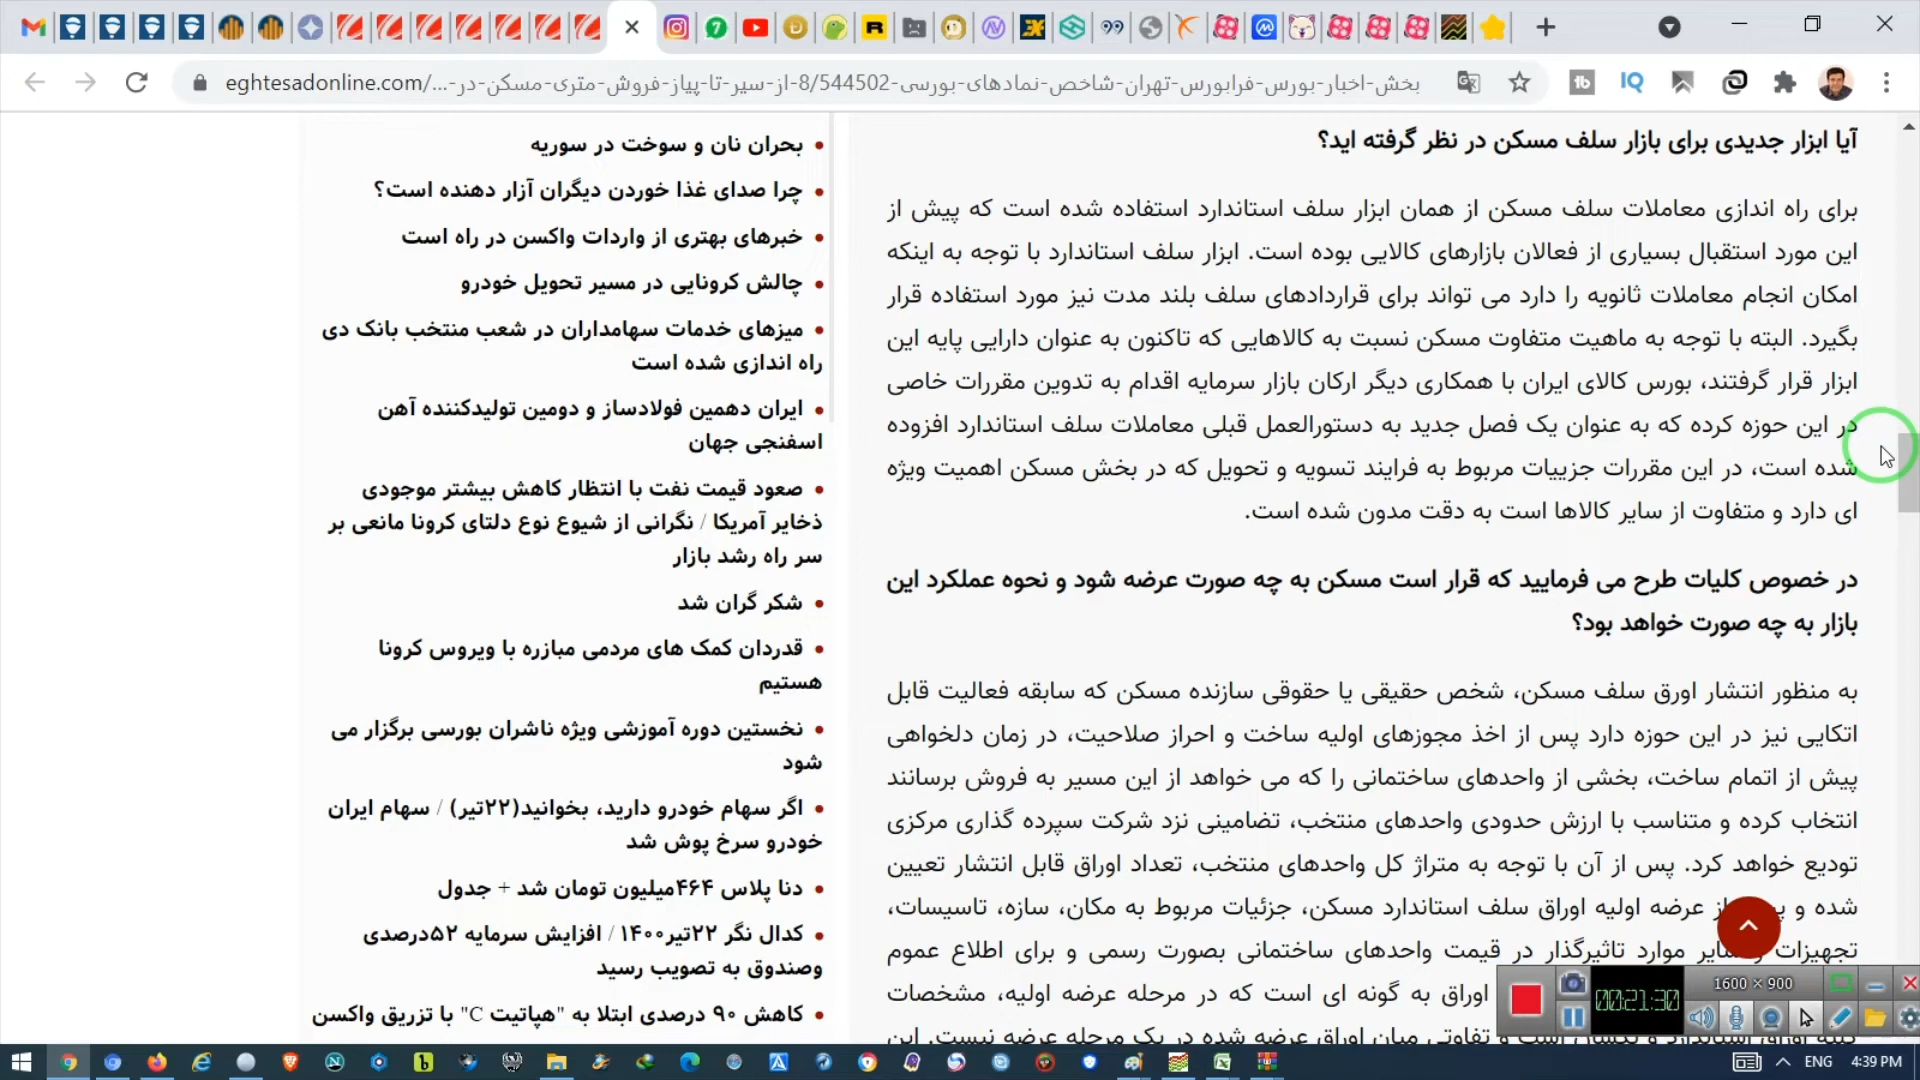 eghtesadonline.com/بخش-اخبار-بورس-فرابورس-تهران-شاخص-نمادهای-بورسی-8/544502-از-سیر-تا-پیاز-فروش-متری-مسکن-در-...
آیا ابزار جدیدی برای بازار سلف مسکن در نظر گرفته اید؟
برای راه اندازی معاملات سلف مسکن از همان ابزار سلف استاندارد استفاده شده است که پیش از
این مورد استقبال بسیاری از فعالان بازارهای کالایی بوده است. ابزار سلف استاندارد با توجه به اینکه
امکان انجام معاملات ثانویه را دارد می تواند برای قراردادهای سلف بلند مدت نیز مورد استفاده قرار
بگیرد. البته با توجه به ماهیت متفاوت مسکن نسبت به کالاهایی که تاکنون به عنوان دارایی پایه این
ابزار قرار گرفتند، بورس کالای ایران با همکاری دیگر ارکان بازار سرمایه اقدام به تدوین مقررات خاصی
در این حوزه کرده که به عنوان یک فصل جدید به دستورالعمل قبلی معاملات سلف استاندارد افزوده
شده است، در این مقررات جزییات مربوط به فرایند تسویه و تحویل که در بخش مسکن اهمیت ویژه
ای دارد و متفاوت از سایر کالاها است به دقت مدون شده است.
در خصوص کلیات طرح می فرمایید که قرار است مسکن به چه صورت عرضه شود و نحوه عملکرد این
بازار به چه صورت خواهد بود؟
به منظور انتشار اورق سلف مسکن، شخص حقیقی یا حقوقی سازنده مسکن که سابقه فعالیت قابل
اتکایی نیز در این حوزه دارد پس از اخذ مجوزهای اولیه ساخت و احراز صلاحیت، در زمان دلخواهی
پیش از اتمام ساخت، بخشی از واحدهای ساختمانی را که می خواهد از این مسیر به فروش برسانند
انتخاب کرده و متناسب با ارزش حدودی واحدهای منتخب، تضامینی نزد شرکت سپرده گذاری مرکزی
تودیع خواهد کرد. پس از آن با توجه به متراژ کل واحدهای منتخب، تعداد اوراق قابل انتشار تعیین
شده و از عرضه اولیه اوراق سلف استاندارد مسکن، جزئیات مربوط به مکان، سازه، تاسیسات،
تجهیزات سایر موارد تاثیرگذار در قیمت واحدهای ساختمانی بصورت رسمی و برای اطلاع عموم
اوراق به گونه ای است که در مرحله عرضه اولیه، مشخصات
تفاوتی میان اوراق عرضه شده در یک مرحله عرضه نیست. این
بحران نان و سوخت در سوریه
چرا صدای غذا خوردن دیگران آزار دهنده است؟
خبرهای بهتری از واردات واکسن در راه است
چالش کرونایی در مسیر تحویل خودرو
میزهای خدمات سهامداران در شعب منتخب بانک دی
راه اندازی شده است
ایران دهمین فولادساز و دومین تولیدکننده آهن
اسفنجی جهان
صعود قیمت نفت با انتظار کاهش بیشتر موجودی
ذخایر آمریکا / نگرانی از شیوع نوع دلتای کرونا مانعی بر
سر راه رشد بازار
شکر گران شد
قدردان کمک های مردمی مبازره با ویروس کرونا
هستیم
نخستین دوره آموزشی ویژه ناشران بورسی برگزار می
شود
اگر سهام خودرو دارید، بخوانید(۲۲تیر) / سهام ایران
خودرو سرخ پوش شد
دنا پلاس ۴۶۴میلیون تومان شد + جدول
کدال نگر ۲۲تیر۱۴۰۰ / افزایش سرمایه ۵۲درصدی
وصندوق به تصویب رسید
کاهش ۹۰ درصدی ابتلا به "هپاتیت C" با تزریق واکسن
1600 × 900
00:21:30
ENG 4:39 PM